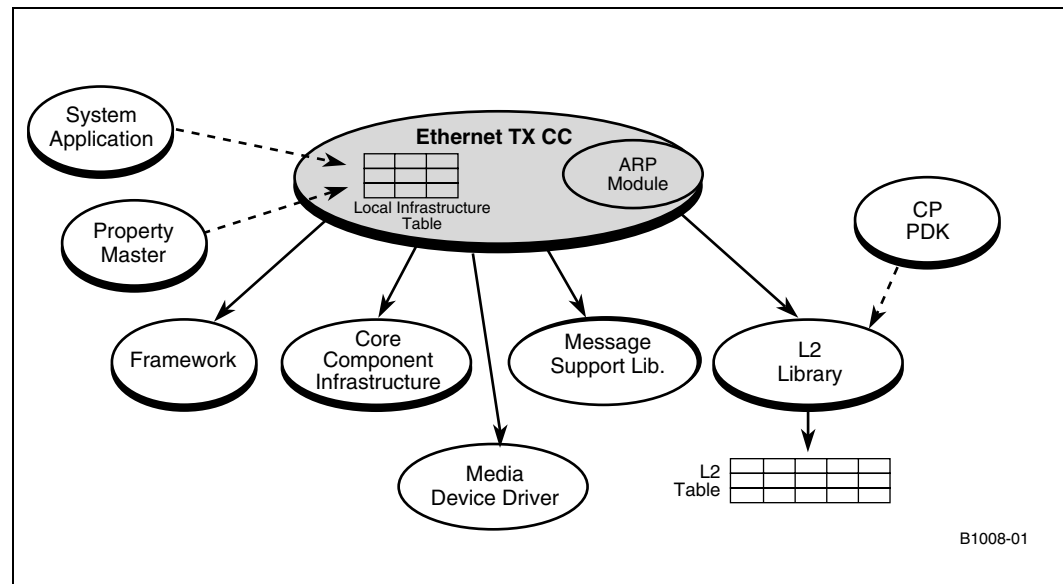 System
Application
Ethernet TX CC
ARP
Module
Local Infrastructure
Table
Property
Master
CP
PDK
Framework
Core
Component
Infrastructure
Message
Support Lib.
L2
Library
Media
Device Driver
L2
Table
B1008-01